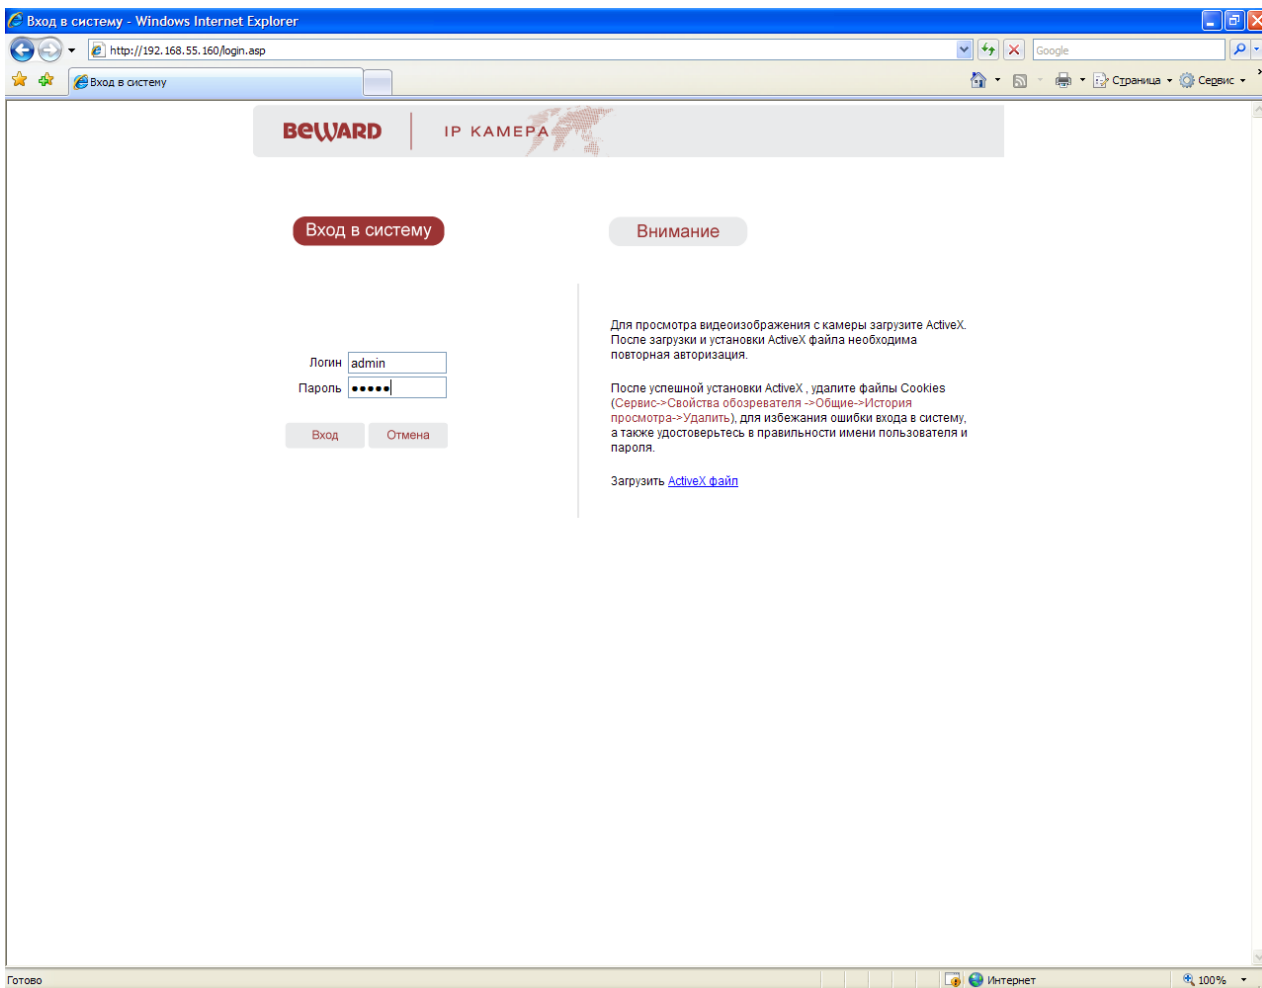 Вход в систему - Windows Internet Explorer
http://192.168.55.160/login.asp
Google
Вход в систему
Страница
Сервис
BEWARD
IP КАМЕРА
Вход в систему
Внимание
Логин admin
Пароль •••••
Вход Отмена
Для просмотра видеоизображения с камеры загрузите ActiveX.
После загрузки и установки ActiveX файла необходима
повторная авторизация.
После успешной установки ActiveX , удалите файлы Cookies
(Сервис->Свойства обозревателя ->Общие->История
просмотра->Удалить), для избежания ошибки входа в систему,
а также удостоверьтесь в правильности имени пользователя и
пароля.
Загрузить ActiveX файл
Готово
Интернет
100%